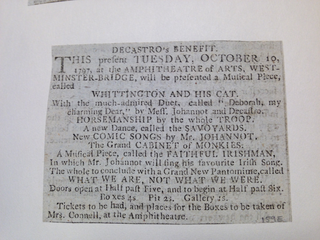 DECASTRO's BENEFIT.
THIS present TUESDAY, OCTOBER 10,
1797, at the AMPHITHEATRE of ARTS, WEST-
MINSTER-BRIDGE, will be presented a Musical Piece,
called
WHITTINGTON AND HIS CAT.
With the much-admired Duet, called "Deborah, my
charming Dear," by Mess. Johannot and Decastro.
HORSEMANSHIP by the whole TROOP.
A new Dance, called the SAVOYARDS.
New COMIC SONGS by Mr. JOHANNOT.
The Grand CABINET of MONKIES.
A Musical Piece, called the FAITHFUL IRISHMAN,
In which Mr. Johannot will sing his favourite Irish Song.
The whole to conclude with a Grand New Pantomime, called
WHAT WE ARE, NOT WHAT WE WERE.
Doors open at Half past Five, and to begin at Half past Six.
Boxes 4s. Pit 2s. Gallery 1s.
Tickets to be had, and places for the Boxes to be taken of
Mrs. Connell, at the Amphitheatre.